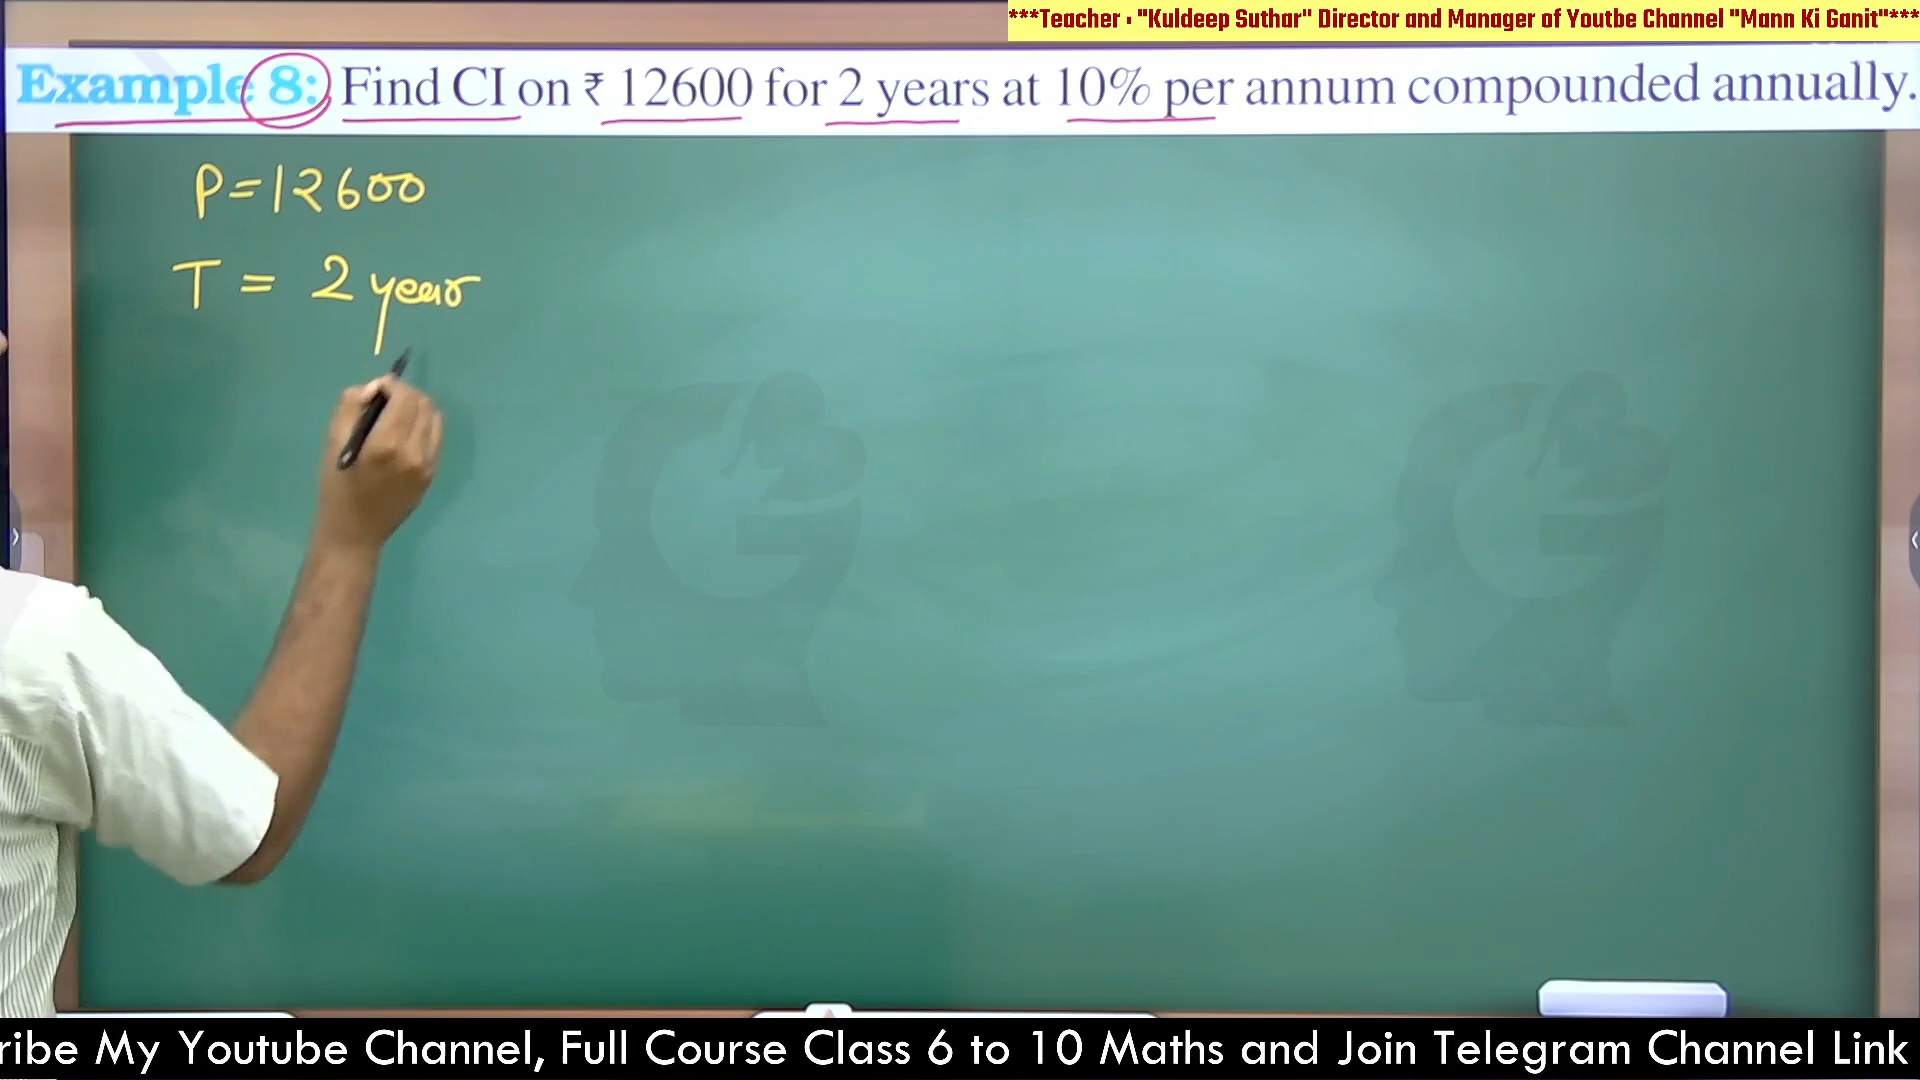 ***Teacher : "Kuldeep Suthar" Director and Manager of Youtbe Channel "Mann Ki Ganit"***
Example 8: Find CI on ₹ 12600 for 2 years at 10% per annum compounded annually.
P=12600
T = 2 year
ribe My Youtube Channel, Full Course Class 6 to 10 Maths and Join Telegram Channel Link